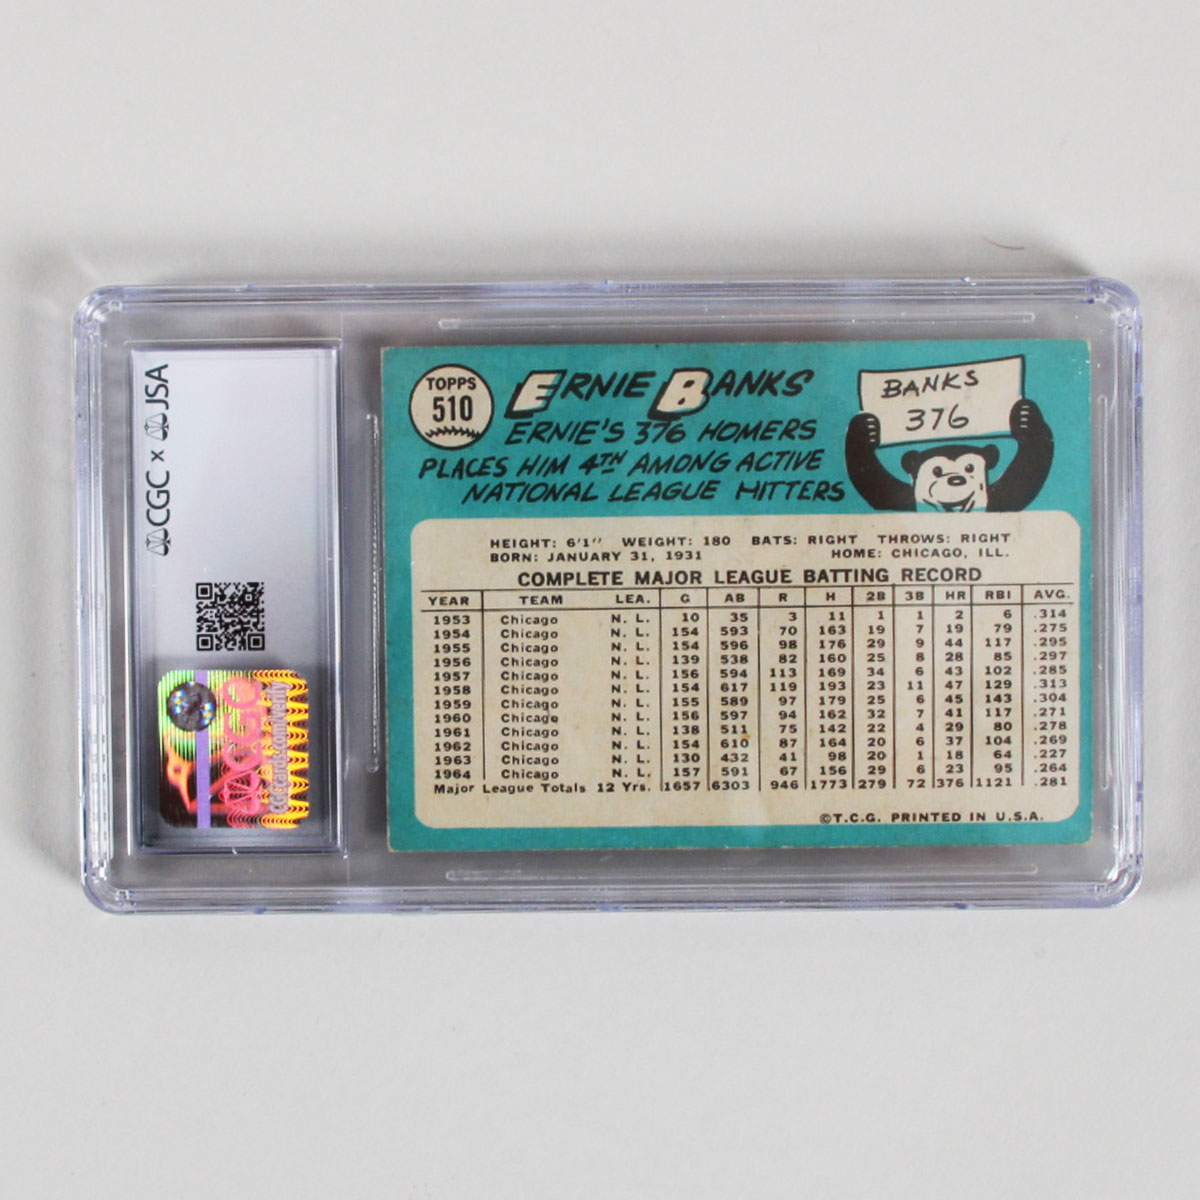 CGC x JSA
CGC
cgccards.com/verify
TOPPS
510
ERNIE BANKS
ERNIE'S 376 HOMERS
PLACES HIM 4TH AMONG ACTIVE
NATIONAL LEAGUE HITTERS
BANKS
376
HEIGHT: 6'1" WEIGHT: 180 BATS: RIGHT THROWS: RIGHT
BORN: JANUARY 31, 1931 HOME: CHICAGO, ILL.
COMPLETE MAJOR LEAGUE BATTING RECORD
YEAR TEAM LEA. G AB R H 2B 3B HR RBI AVG.
1953 Chicago N. L. 10 35 3 11 1 1 2 6 .314
1954 Chicago N. L. 154 593 70 163 19 7 19 79 .275
1955 Chicago N. L. 154 596 98 176 29 9 44 117 .295
1956 Chicago N. L. 139 538 82 160 25 8 28 85 .297
1957 Chicago N. L. 156 594 113 169 34 6 43 102 .285
1958 Chicago N. L. 154 617 119 193 23 11 47 129 .313
1959 Chicago N. L. 155 589 97 179 25 6 45 143 .304
1960 Chicago N. L. 156 597 94 162 32 7 41 117 .271
1961 Chicago N. L. 138 511 75 142 22 4 29 80 .278
1962 Chicago N. L. 154 610 87 164 20 6 37 104 .269
1963 Chicago N. L. 130 432 41 98 20 1 18 64 .227
1964 Chicago N. L. 157 591 67 156 29 6 23 95 .264
Major League Totals 12 Yrs. 1657 6303 946 1773 279 72 376 1121 .281
©T.C.G. PRINTED IN U.S.A.